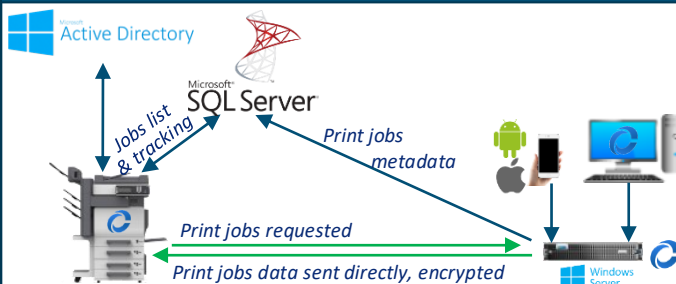 Microsoft
Active Directory
Microsoft®
SQL Server
Jobs list
& tracking
Print jobs
metadata
Print jobs requested
Print jobs data sent directly, encrypted
Windows
Server